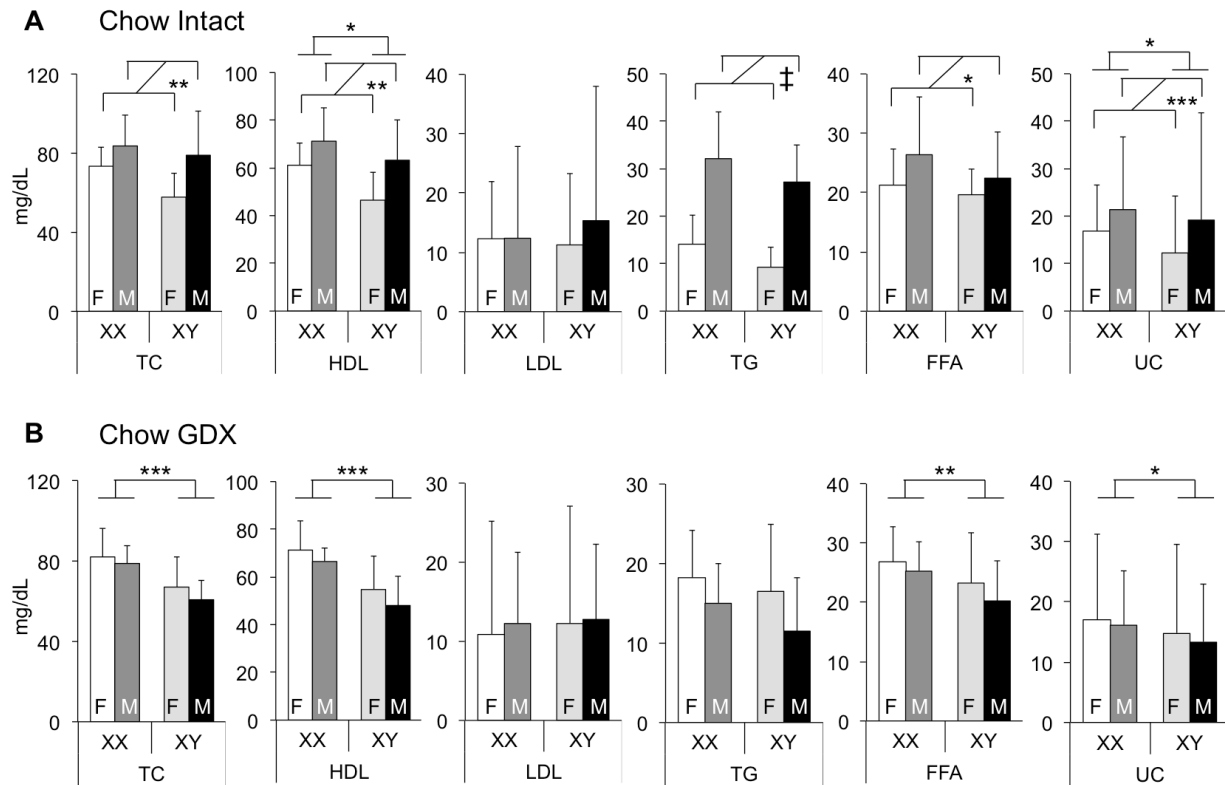 A Chow Intact
* * *
** ** ‡ * ***
mg/dL
120 80 40 0
F M F M
XX XY
TC
100 80 60 40 20 0
F M F M
XX XY
HDL
40 30 20 10 0
F M F M
XX XY
LDL
50 40 30 20 10 0
F M F M
XX XY
TG
40 30 20 10 0
F M F M
XX XY
FFA
50 40 30 20 10 0
F M F M
XX XY
UC
B Chow GDX
*** *** ** *
mg/dL
120 80 40 0
F M F M
XX XY
TC
100 80 60 40 20 0
F M F M
XX XY
HDL
30 20 10 0
F M F M
XX XY
LDL
30 20 10 0
F M F M
XX XY
TG
40 30 20 10 0
F M F M
XX XY
FFA
40 30 20 10 0
F M F M
XX XY
UC